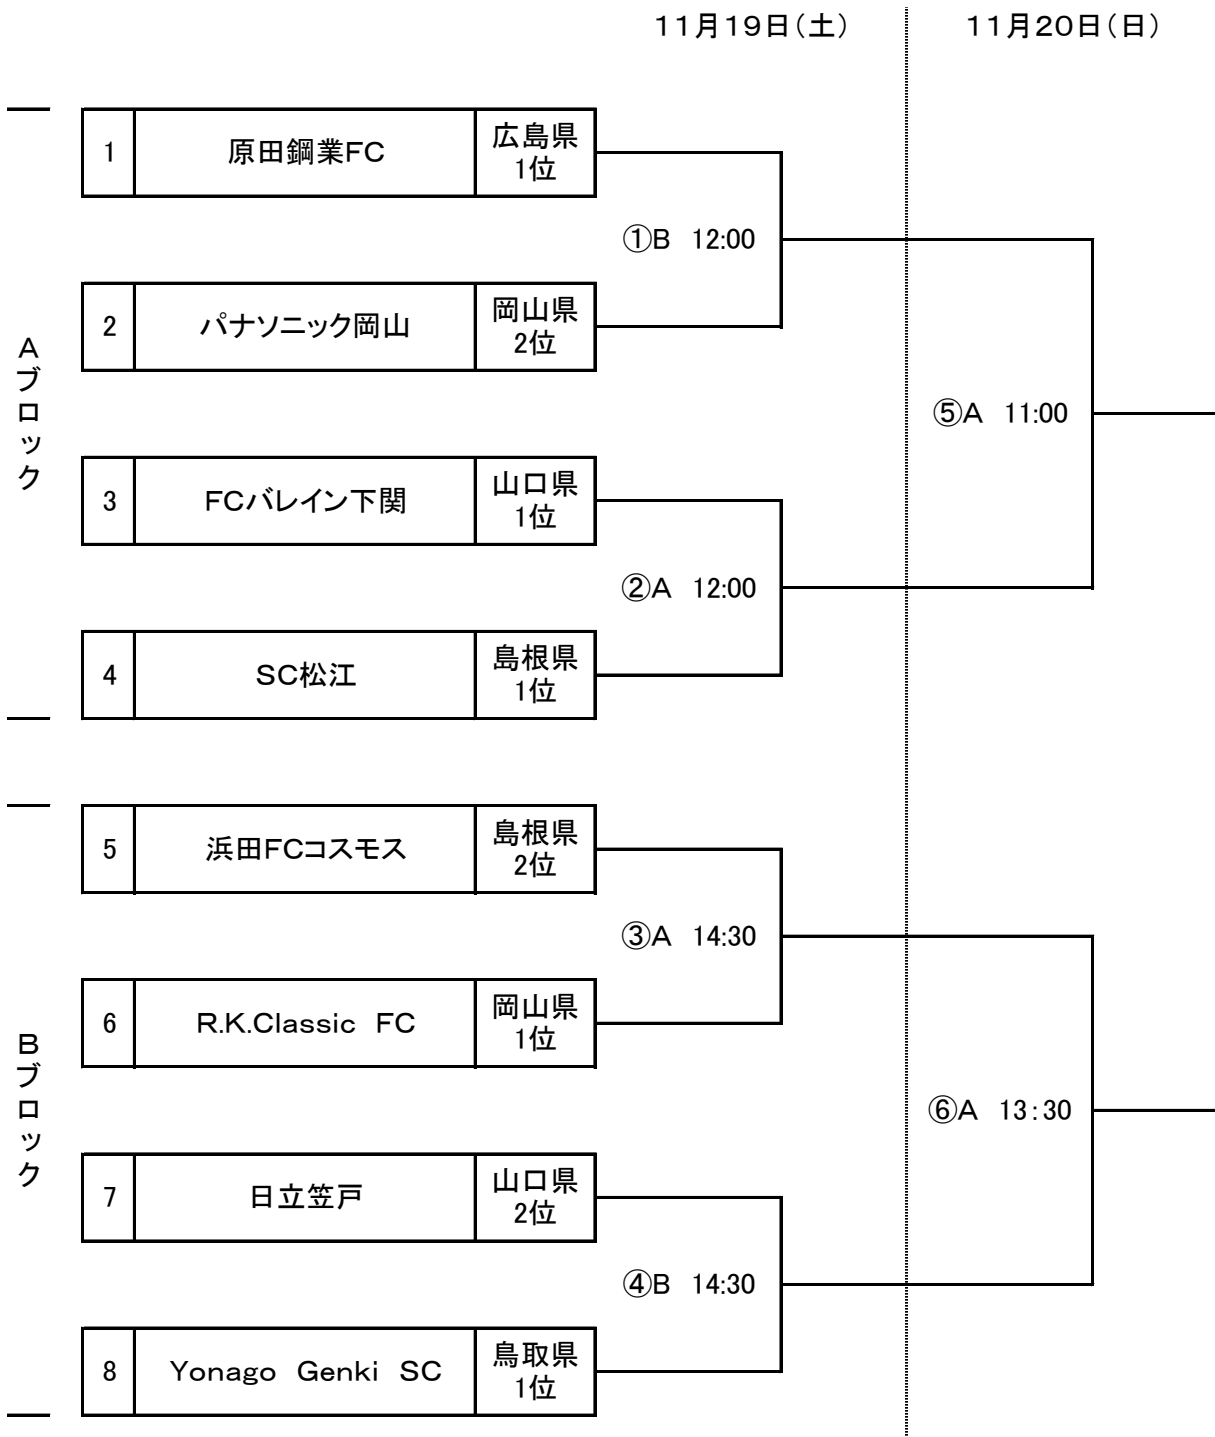 11月19日(土)
11月20日(日)
Aブロック
1 原田鋼業FC 広島県
1位
①B 12:00
2 パナソニック岡山 岡山県
2位
⑤A 11:00
3 FCバレイン下関 山口県
1位
②A 12:00
4 SC松江 島根県
1位
Bブロック
5 浜田FCコスモス 島根県
2位
③A 14:30
6 R.K.Classic FC 岡山県
1位
⑥A 13:30
7 日立笠戸 山口県
2位
④B 14:30
8 Yonago Genki SC 鳥取県
1位